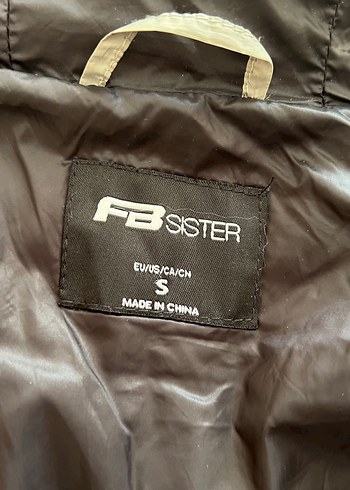 FB SISTER
EU/US/CA/CN
S
MADE IN CHINA